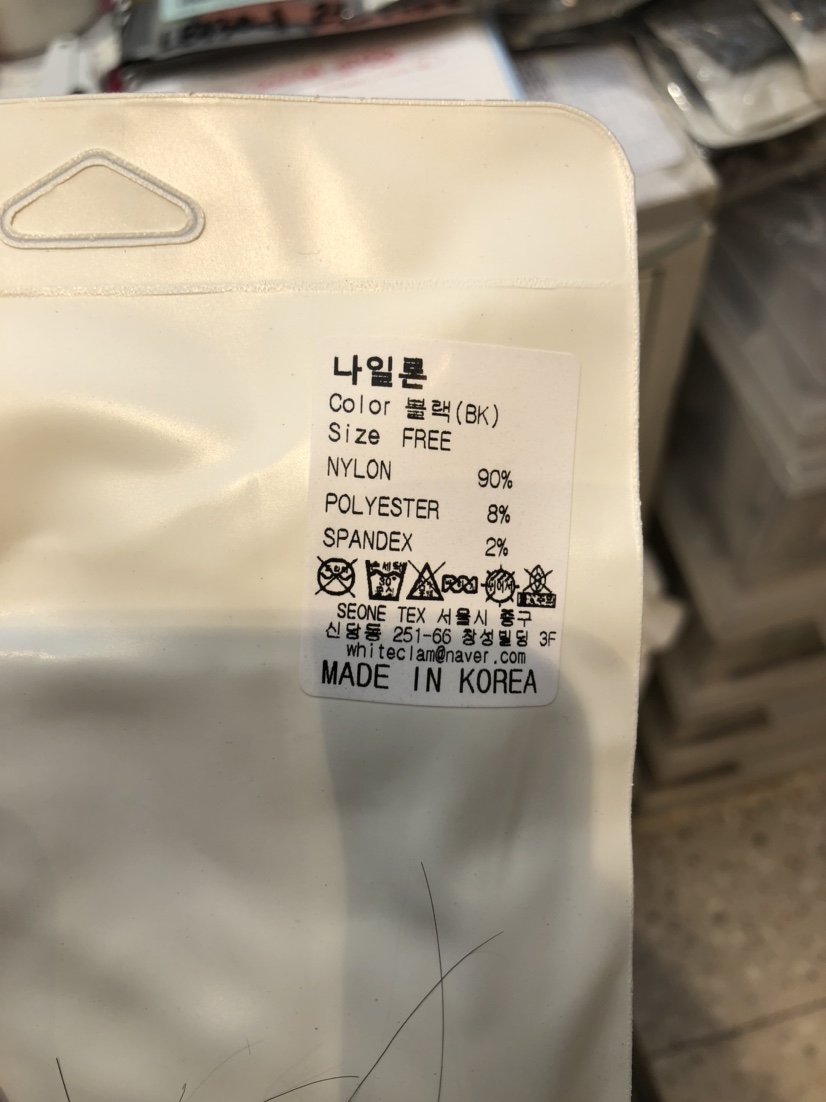 나일론
Color 블랙(BK)
Size FREE
NYLON 90%
POLYESTER 8%
SPANDEX 2%
30°
SEONE TEX 서울시 중구
신당동 251-66 창성빌딩 3F
whiteclam@naver.com
MADE IN KOREA